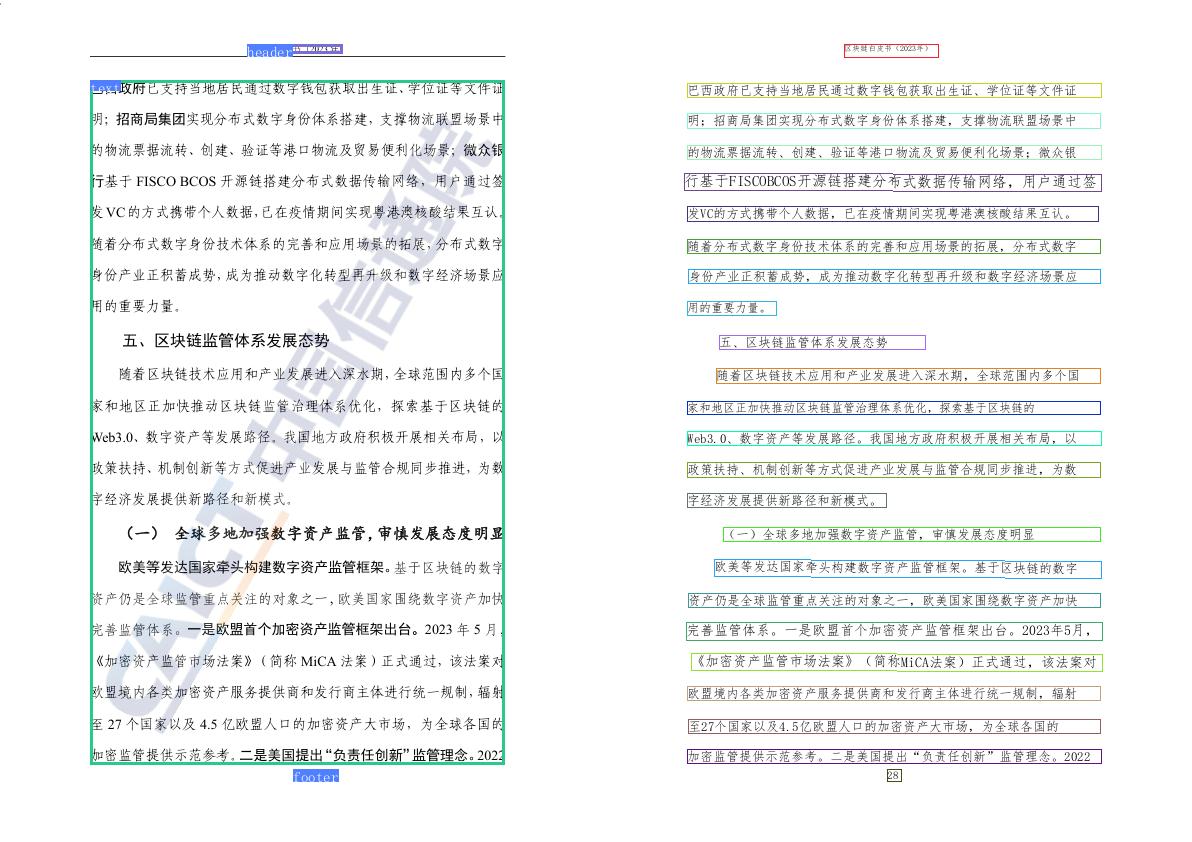 header
text
巴西政府已支持当地居民通过数字钱包获取出生证、学位证等文件证
明；招商局集团实现分布式数字身份体系搭建，支撑物流联盟场景中
的物流票据流转、创建、验证等港口物流及贸易便利化场景；微众银
行基于 FISCO BCOS 开源链搭建分布式数据传输网络，用户通过签
发 VC 的方式携带个人数据，已在疫情期间实现粤港澳核酸结果互认。
随着分布式数字身份技术体系的完善和应用场景的拓展，分布式数字
身份产业正积蓄成势，成为推动数字化转型再升级和数字经济场景应
用的重要力量。
五、区块链监管体系发展态势
随着区块链技术应用和产业发展进入深水期，全球范围内多个国
家和地区正加快推动区块链监管治理体系优化，探索基于区块链的
Web3.0、数字资产等发展路径。我国地方政府积极开展相关布局，以
政策扶持、机制创新等方式促进产业发展与监管合规同步推进，为数
字经济发展提供新路径和新模式。
（一） 全球多地加强数字资产监管，审慎发展态度明显
欧美等发达国家牵头构建数字资产监管框架。基于区块链的数字
资产仍是全球监管重点关注的对象之一，欧美国家围绕数字资产加快
完善监管体系。一是欧盟首个加密资产监管框架出台。2023 年 5 月，
《加密资产监管市场法案》（简称 MiCA 法案）正式通过，该法案对
欧盟境内各类加密资产服务提供商和发行商主体进行统一规制，辐射
至 27 个国家以及 4.5 亿欧盟人口的加密资产大市场，为全球各国的
加密监管提供示范参考。二是美国提出“负责任创新”监管理念。2022
footer
CAICT 中国信通院
区块链白皮书（2023年）
巴西政府已支持当地居民通过数字钱包获取出生证、学位证等文件证
明；招商局集团实现分布式数字身份体系搭建，支撑物流联盟场景中
的物流票据流转、创建、验证等港口物流及贸易便利化场景；微众银
行基于FISCOBCOS开源链搭建分布式数据传输网络，用户通过签
发VC的方式携带个人数据，已在疫情期间实现粤港澳核酸结果互认。
随着分布式数字身份技术体系的完善和应用场景的拓展，分布式数字
身份产业正积蓄成势，成为推动数字化转型再升级和数字经济场景应
用的重要力量。
五、区块链监管体系发展态势
随着区块链技术应用和产业发展进入深水期，全球范围内多个国
家和地区正加快推动区块链监管治理体系优化，探索基于区块链的
Web3.0、数字资产等发展路径。我国地方政府积极开展相关布局，以
政策扶持、机制创新等方式促进产业发展与监管合规同步推进，为数
字经济发展提供新路径和新模式。
（一）全球多地加强数字资产监管，审慎发展态度明显
欧美等发达国家牵头构建数字资产监管框架。基于区块链的数字
资产仍是全球监管重点关注的对象之一，欧美国家围绕数字资产加快
完善监管体系。一是欧盟首个加密资产监管框架出台。2023年5月，
《加密资产监管市场法案》（简称MiCA法案）正式通过，该法案对
欧盟境内各类加密资产服务提供商和发行商主体进行统一规制，辐射
至27个国家以及4.5亿欧盟人口的加密资产大市场，为全球各国的
加密监管提供示范参考。二是美国提出“负责任创新”监管理念。2022
28